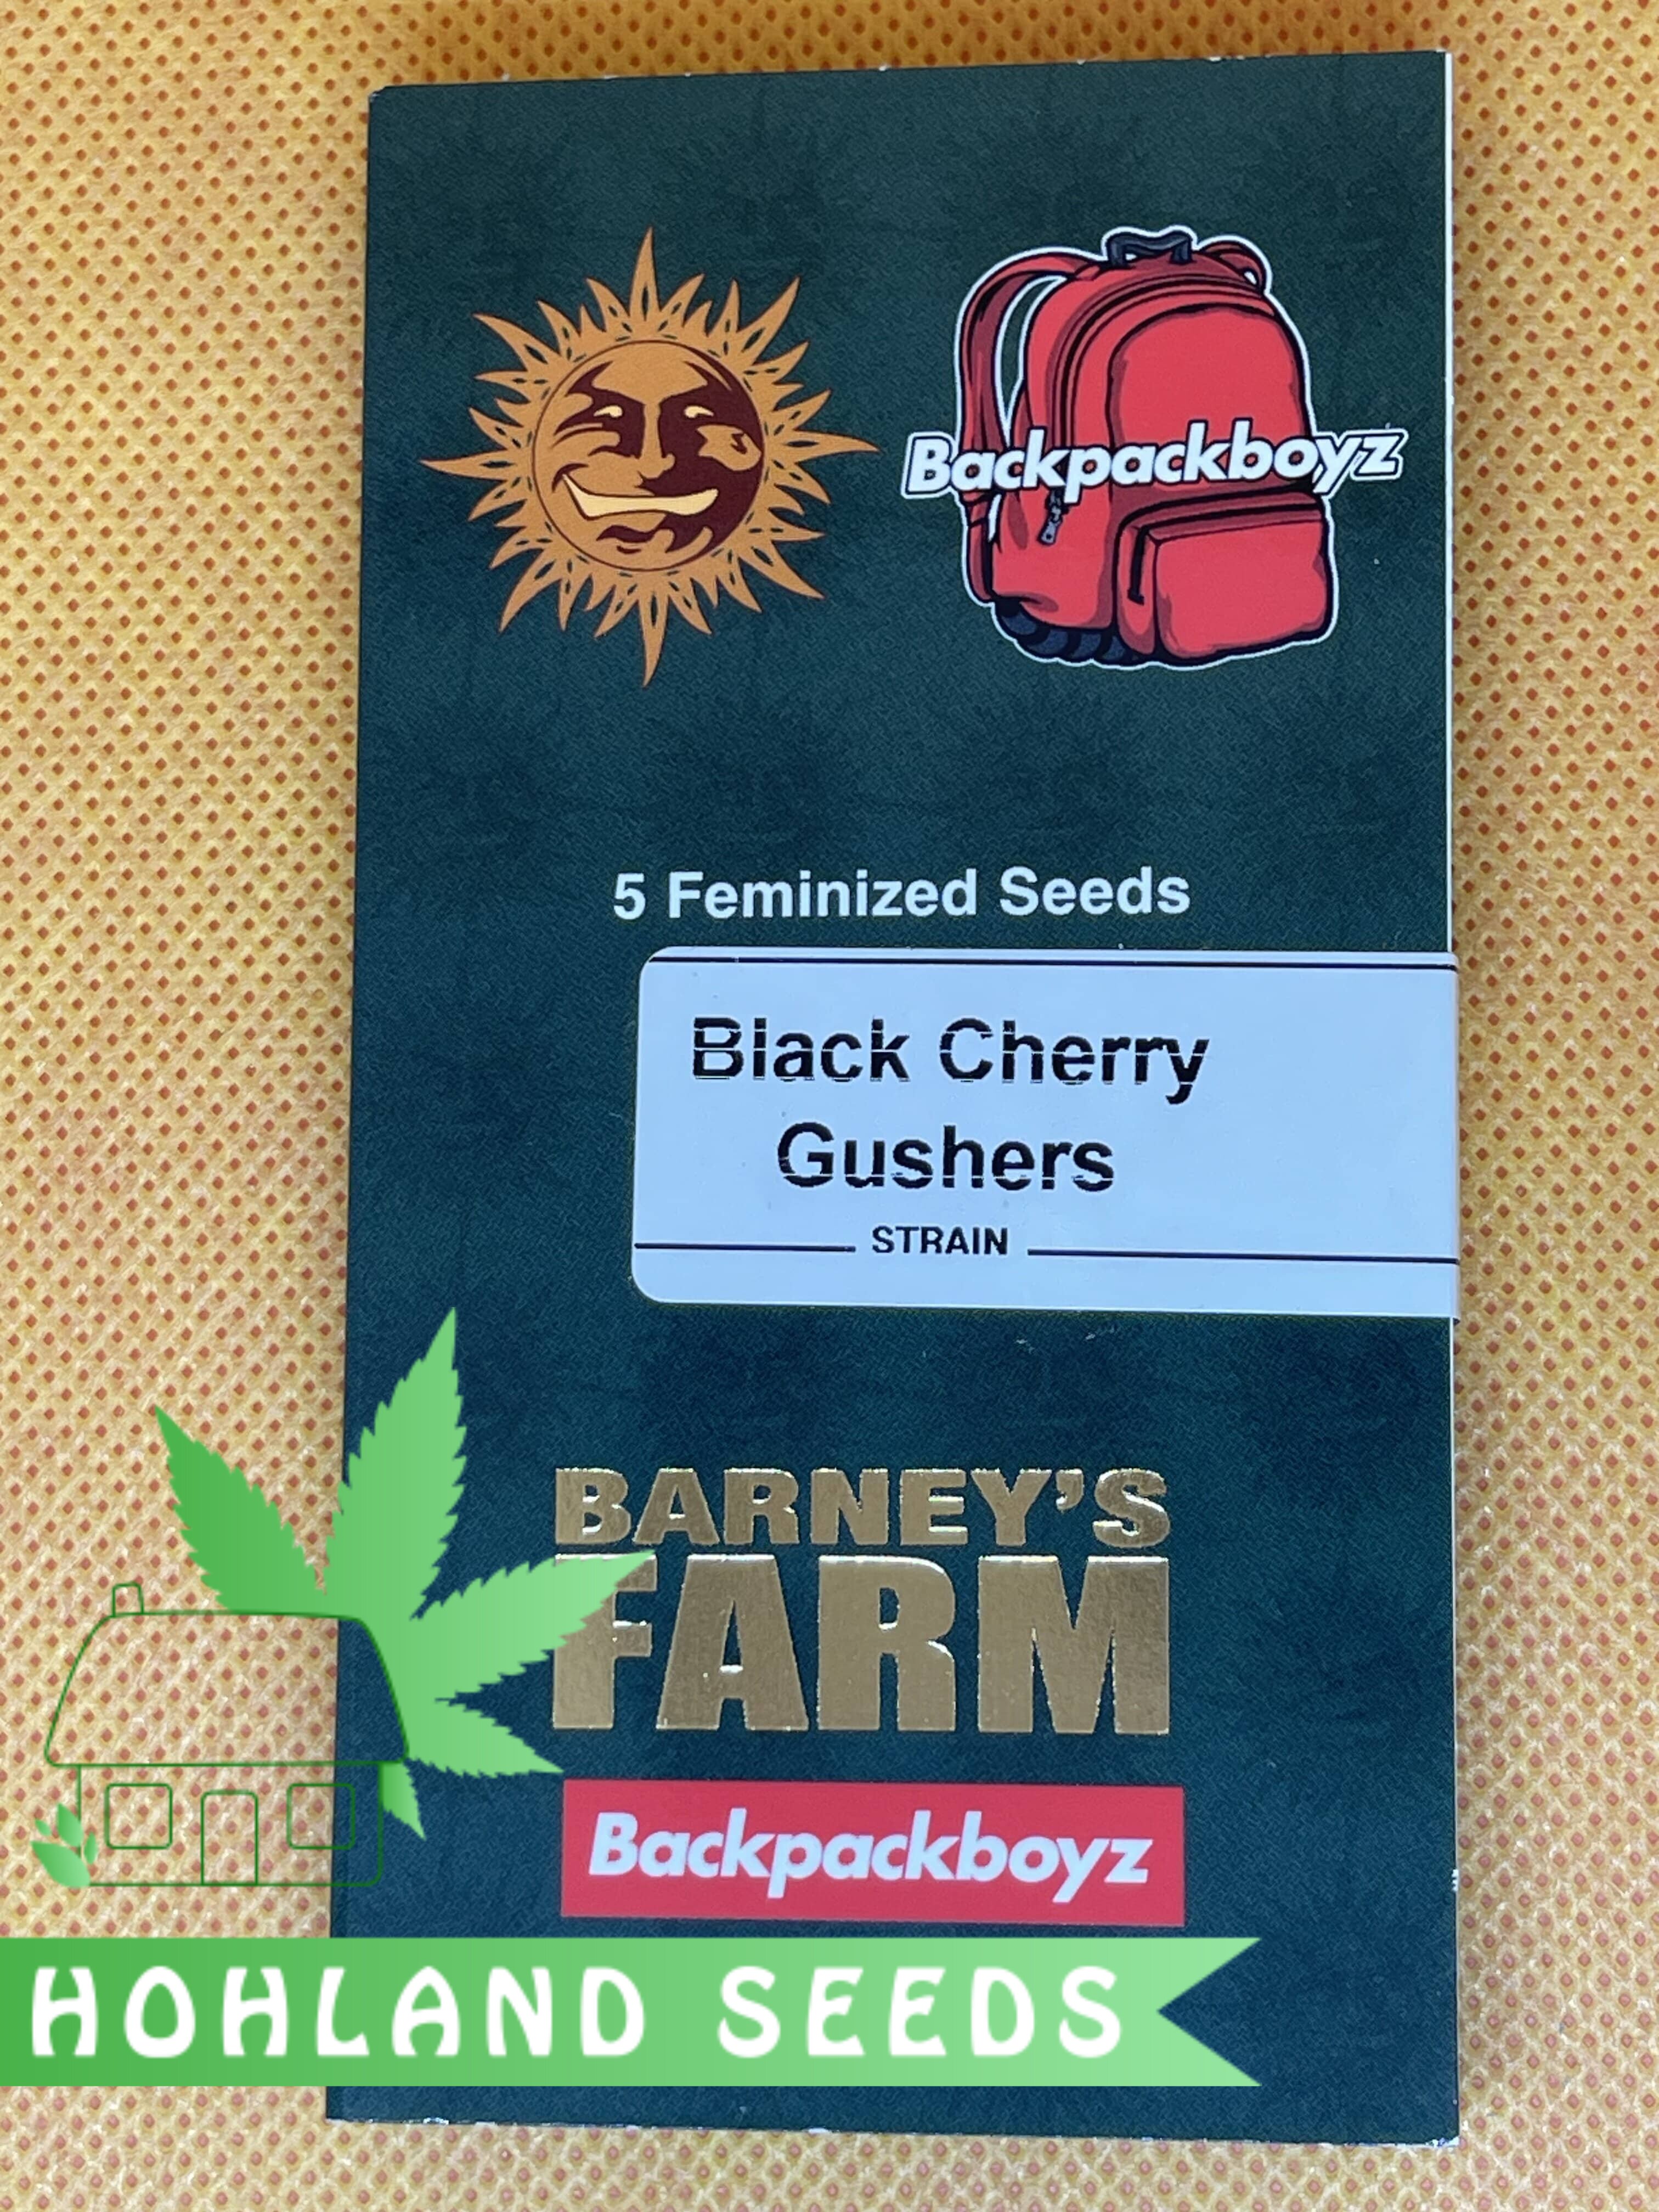 Backpackboyz
5 Feminized Seeds
Black Cherry
Gushers
STRAIN
BARNEY'S
FARM
Backpackboyz
HOHLAND SEEDS